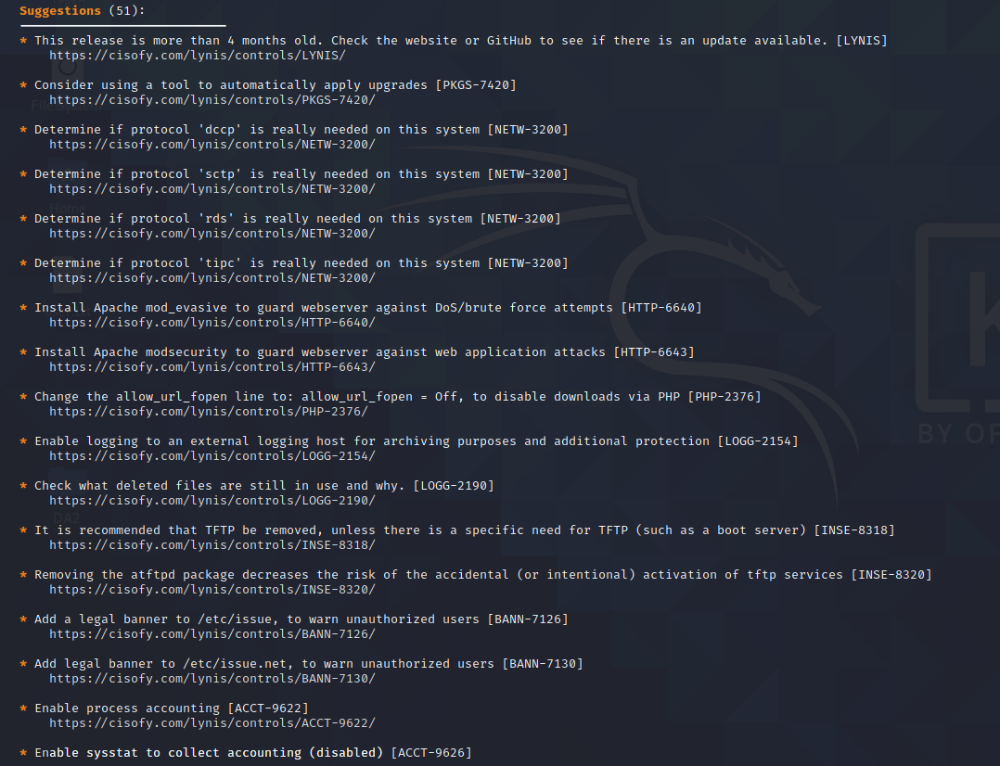 Suggestions (51):
* This release is more than 4 months old. Check the website or GitHub to see if there is an update available. [LYNIS]
https://cisofy.com/lynis/controls/LYNIS/
* Consider using a tool to automatically apply upgrades [PKGS-7420]
https://cisofy.com/lynis/controls/PKGS-7420/
* Determine if protocol 'dccp' is really needed on this system [NETW-3200]
https://cisofy.com/lynis/controls/NETW-3200/
* Determine if protocol 'sctp' is really needed on this system [NETW-3200]
https://cisofy.com/lynis/controls/NETW-3200/
* Determine if protocol 'rds' is really needed on this system [NETW-3200]
https://cisofy.com/lynis/controls/NETW-3200/
* Determine if protocol 'tipc' is really needed on this system [NETW-3200]
https://cisofy.com/lynis/controls/NETW-3200/
* Install Apache mod_evasive to guard webserver against DoS/brute force attempts [HTTP-6640]
https://cisofy.com/lynis/controls/HTTP-6640/
* Install Apache modsecurity to guard webserver against web application attacks [HTTP-6643]
https://cisofy.com/lynis/controls/HTTP-6643/
* Change the allow_url_fopen line to: allow_url_fopen = Off, to disable downloads via PHP [PHP-2376]
https://cisofy.com/lynis/controls/PHP-2376/
* Enable logging to an external logging host for archiving purposes and additional protection [LOGG-2154]
https://cisofy.com/lynis/controls/LOGG-2154/
* Check what deleted files are still in use and why. [LOGG-2190]
https://cisofy.com/lynis/controls/LOGG-2190/
* It is recommended that TFTP be removed, unless there is a specific need for TFTP (such as a boot server) [INSE-8318]
https://cisofy.com/lynis/controls/INSE-8318/
* Removing the atftpd package decreases the risk of the accidental (or intentional) activation of tftp services [INSE-8320]
https://cisofy.com/lynis/controls/INSE-8320/
* Add a legal banner to /etc/issue, to warn unauthorized users [BANN-7126]
https://cisofy.com/lynis/controls/BANN-7126/
* Add legal banner to /etc/issue.net, to warn unauthorized users [BANN-7130]
https://cisofy.com/lynis/controls/BANN-7130/
* Enable process accounting [ACCT-9622]
https://cisofy.com/lynis/controls/ACCT-9622/
* Enable sysstat to collect accounting (disabled) [ACCT-9626]
File System
Home
DA2
K
BY OF